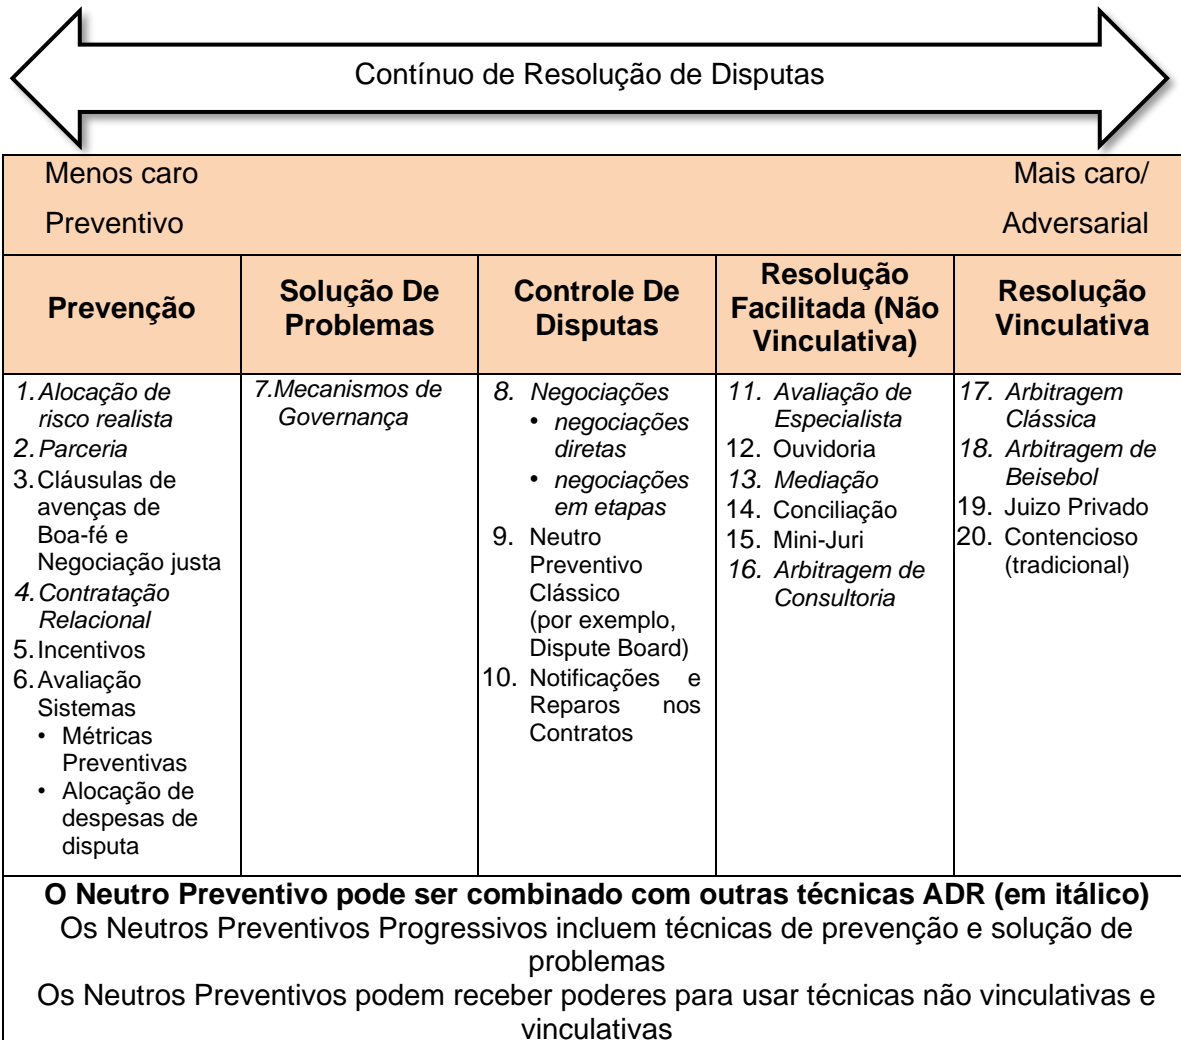 Contínuo de Resolução de Disputas
Menos caro
Preventivo
Mais caro/
Adversarial
Prevenção
Solução De
Problemas
Controle De
Disputas
Resolução
Facilitada (Não
Vinculativa)
Resolução
Vinculativa
1. Alocação de
risco realista
2. Parceria
3. Cláusulas de
avenças de
Boa-fé e
Negociação justa
4. Contratação
Relacional
5. Incentivos
6. Avaliação
Sistemas
• Métricas
Preventivas
• Alocação de
despesas de
disputa
7.Mecanismos de
Governança
8. Negociações
• negociações
diretas
• negociações
em etapas
9. Neutro
Preventivo
Clássico
(por exemplo,
Dispute Board)
10. Notificações e
Reparos nos
Contratos
11. Avaliação de
Especialista
12. Ouvidoria
13. Mediação
14. Conciliação
15. Mini-Juri
16. Arbitragem de
Consultoria
17. Arbitragem
Clássica
18. Arbitragem de
Beisebol
19. Juizo Privado
20. Contencioso
(tradicional)
O Neutro Preventivo pode ser combinado com outras técnicas ADR (em itálico)
Os Neutros Preventivos Progressivos incluem técnicas de prevenção e solução de
problemas
Os Neutros Preventivos podem receber poderes para usar técnicas não vinculativas e
vinculativas